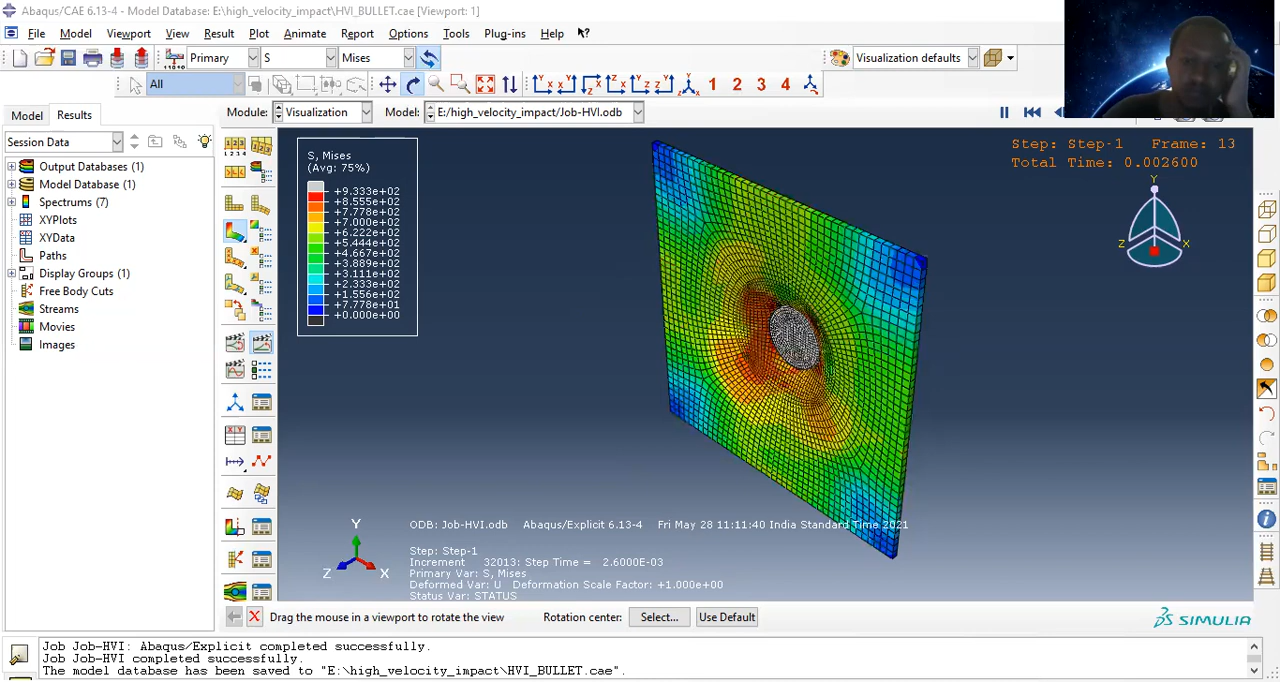 Abaqus/CAE 6.13-4 - Model Database: E:\high_velocity_impact\HVI_BULLET.cae [Viewport: 1]
File Model Viewport View Result Plot Animate Report Options Tools Plug-ins Help
Primary S Mises Visualization defaults
All 1 2 3 4
Model Results Module: Visualization Model: E:/high_velocity_impact/Job-HVI.odb
Session Data
Output Databases (1)
Model Database (1)
Spectrums (7)
XYPlots
XYData
Paths
Display Groups (1)
Free Body Cuts
Streams
Movies
Images
S, Mises
(Avg: 75%)
+9.333e+02
+8.555e+02
+7.778e+02
+7.000e+02
+6.222e+02
+5.444e+02
+4.667e+02
+3.889e+02
+3.111e+02
+2.333e+02
+1.556e+02
+7.778e+01
+0.000e+00
Step: Step-1 Frame: 13
Total Time: 0.002600
Y
Z X
Y
Z X
ODB: Job-HVI.odb Abaqus/Explicit 6.13-4 Fri May 28 11:11:40 India Standard Time 2021
Step: Step-1
Increment 32013: Step Time = 2.6000E-03
Primary Var: S, Mises
Deformed Var: U Deformation Scale Factor: +1.000e+00
Status Var: STATUS
Drag the mouse in a viewport to rotate the view Rotation center: Select... Use Default
SIMULIA
Job Job-HVI: Abaqus/Explicit completed successfully.
Job Job-HVI completed successfully.
The model database has been saved to "E:\high_velocity_impact\HVI_BULLET.cae".